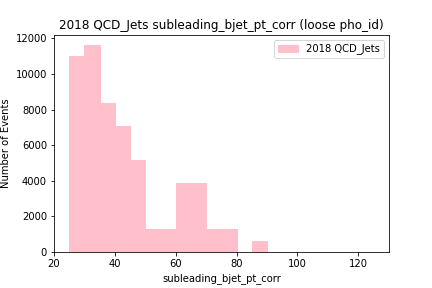 2018 QCD_Jets subleading_bjet_pt_corr (loose pho_id)
2018 QCD_Jets
Number of Events
12000
10000
8000
6000
4000
2000
0
20 40 60 80 100 120
subleading_bjet_pt_corr